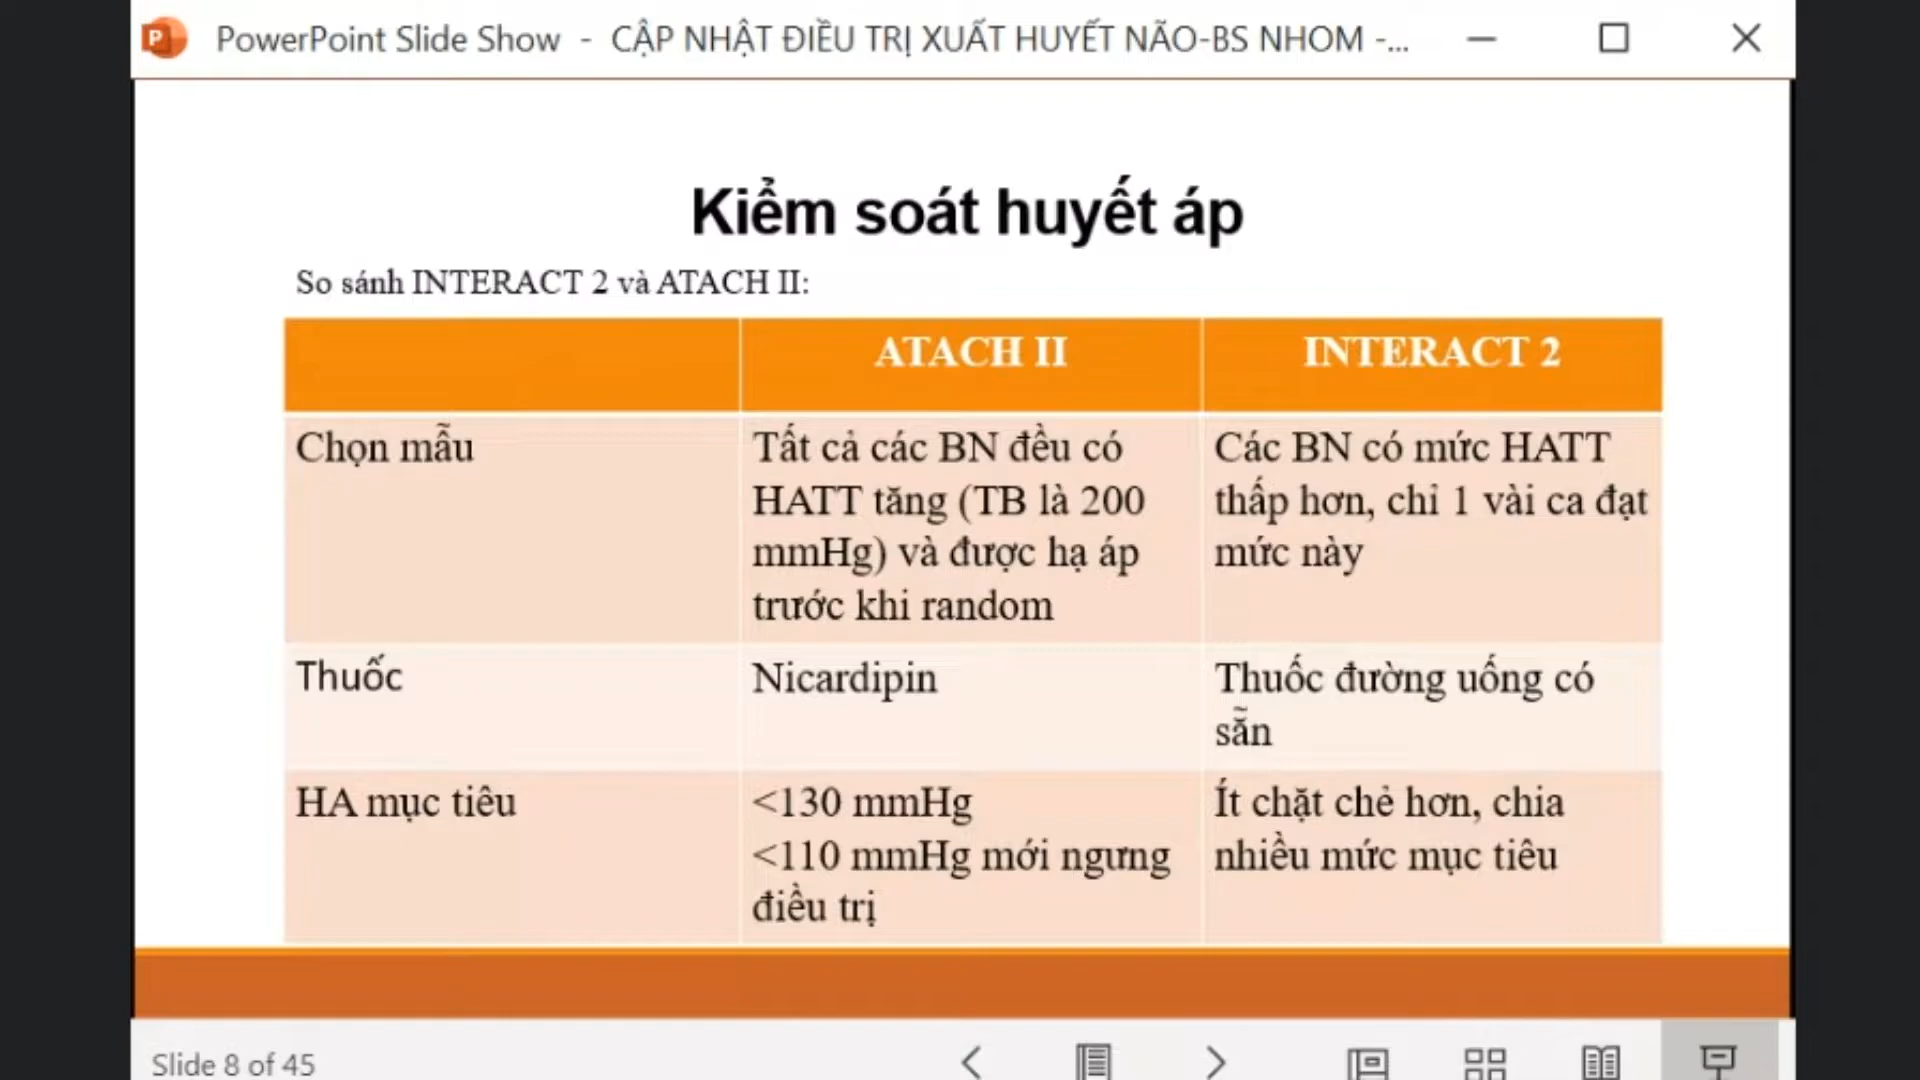 PowerPoint Slide Show - CẬP NHẬT ĐIỀU TRỊ XUẤT HUYẾT NÃO-BS NHOM -...
Kiểm soát huyết áp
So sánh INTERACT 2 và ATACH II:
ATACH II
INTERACT 2
Chọn mẫu
Tất cả các BN đều có
HATT tăng (TB là 200
mmHg) và được hạ áp
trước khi random
Các BN có mức HATT
thấp hơn, chỉ 1 vài ca đạt
mức này
Thuốc
Nicardipin
Thuốc đường uống có
sẵn
HA mục tiêu
<130 mmHg
<110 mmHg mới ngưng
điều trị
Ít chặt chẻ hơn, chia
nhiều mức mục tiêu
Slide 8 of 45